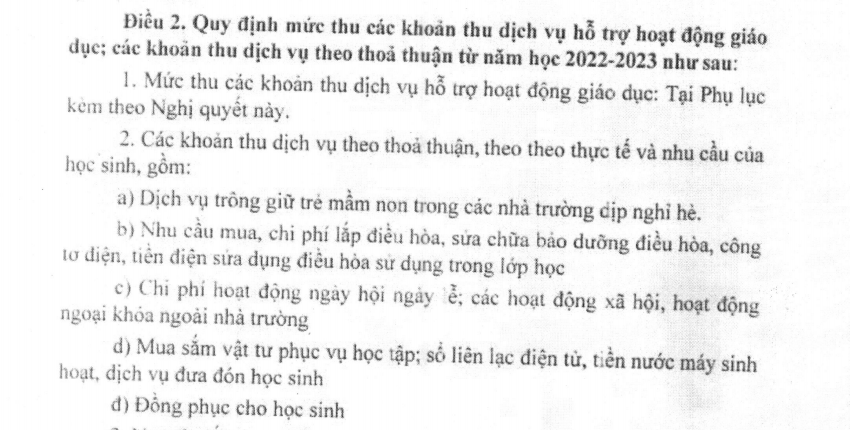 Điều 2. Quy định mức thu các khoản thu dịch vụ hỗ trợ hoạt động giáo
dục; các khoản thu dịch vụ theo thoả thuận từ năm học 2022-2023 như sau:
1. Mức thu các khoản thu dịch vụ hỗ trợ hoạt động giáo dục: Tại Phụ lục
kèm theo Nghị quyết này.
2. Các khoản thu dịch vụ theo thoả thuận, theo theo thực tế và nhu cầu của
học sinh, gồm:
a) Dịch vụ trông giữ trẻ mầm non trong các nhà trường dịp nghỉ hè.
b) Nhu cầu mua, chi phí lắp điều hòa, sửa chữa bảo dưỡng điều hòa, công
tơ điện, tiền điện sửa dụng điều hòa sử dụng trong lớp học
c) Chi phí hoạt động ngày hội ngày lễ; các hoạt động xã hội, hoạt động
ngoại khóa ngoài nhà trường
d) Mua sắm vật tư phục vụ học tập; sổ liên lạc điện tử, tiền nước máy sinh
hoạt, dịch vụ đưa đón học sinh
đ) Đồng phục cho học sinh